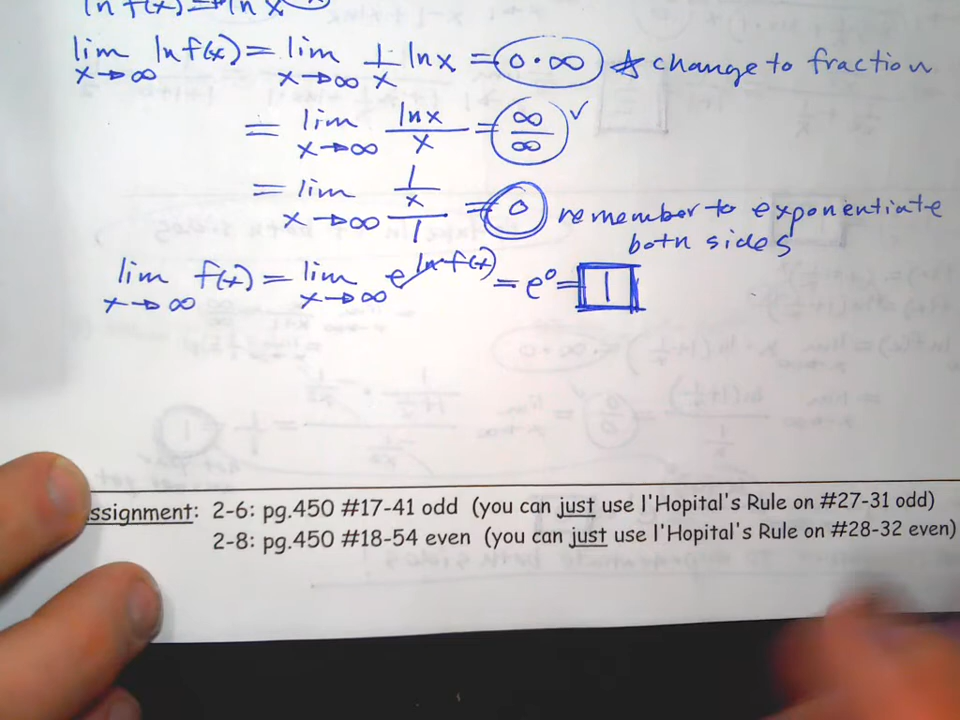 ln f(x) = ln x
lim x→∞ ln f(x) = lim x→∞ 1/x ln x = 0·∞ ☆ change to fraction
= lim x→∞ ln x / x = ∞/∞ ✓
= lim x→∞ (1/x)/1 = 0 remember to exponentiate
both sides
lim x→∞ f(x) = lim x→∞ e^(ln f(x)) = e^0 = 1
ssignment: 2-6: pg.450 #17-41 odd (you can just use l'Hopital's Rule on #27-31 odd)
2-8: pg.450 #18-54 even (you can just use l'Hopital's Rule on #28-32 even)